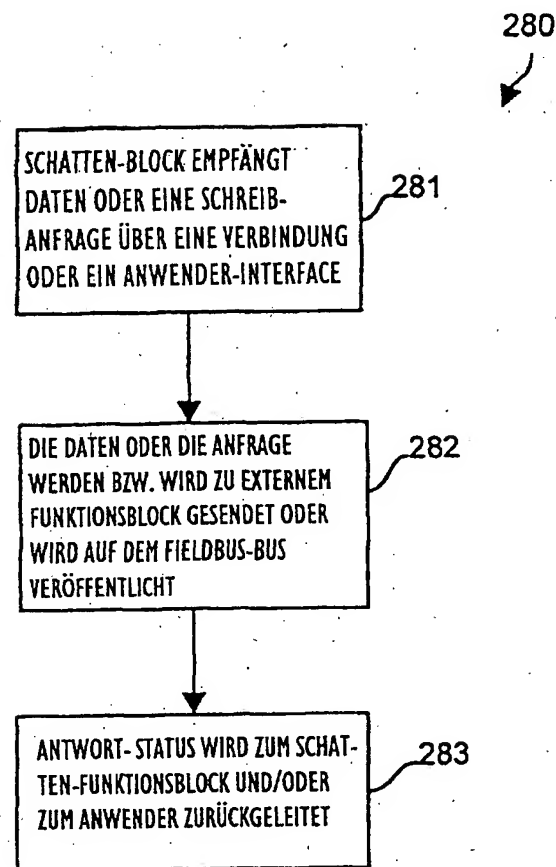 280
SCHATTEN-BLOCK EMPFÄNGT
DATEN ODER EINE SCHREIB-
ANFRAGE ÜBER EINE VERBINDUNG
ODER EIN ANWENDER-INTERFACE
281
DIE DATEN ODER DIE ANFRAGE
WERDEN BZW. WIRD ZU EXTERNEM
FUNKTIONSBLOCK GESENDET ODER
WIRD AUF DEM FIELDBUS-BUS
VERÖFFENTLICHT
282
ANTWORT-STATUS WIRD ZUM SCHAT-
TEN-FUNKTIONSBLOCK UND/ODER
ZUM ANWENDER ZURÜCKGELEITET
283